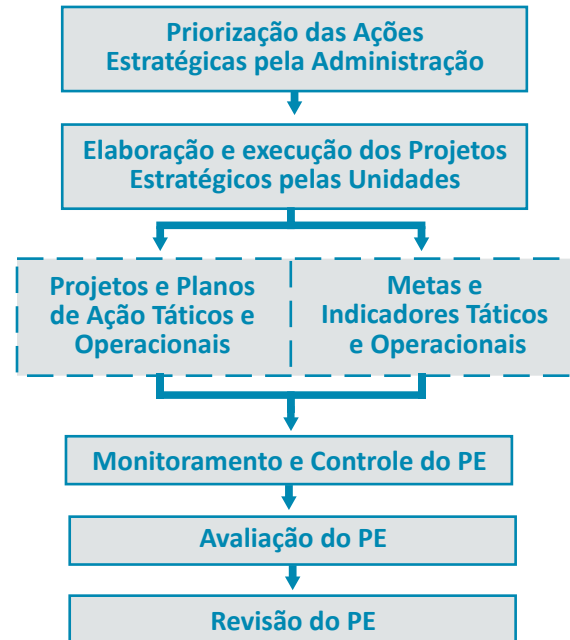 Priorização das Ações
Estratégicas pela Administração
Elaboração e execução dos Projetos
Estratégicos pelas Unidades
Projetos e Planos
de Ação Táticos e
Operacionais
Metas e
Indicadores Táticos
e Operacionais
Monitoramento e Controle do PE
Avaliação do PE
Revisão do PE